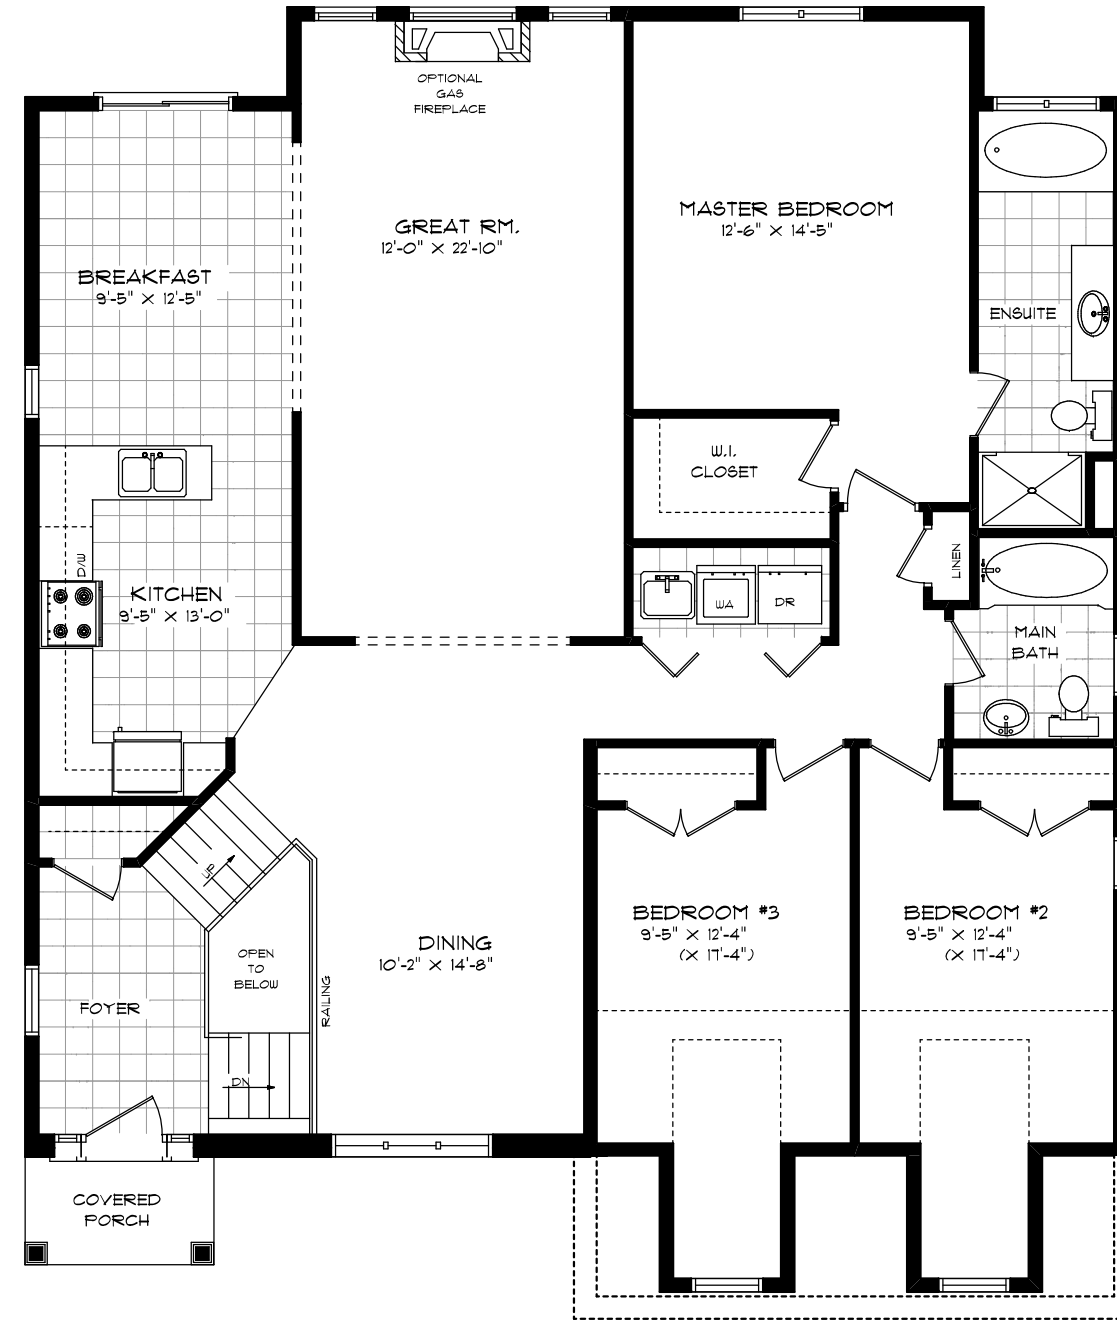 OPTIONAL
GAS
FIREPLACE
GREAT RM.
12'-0" X 22'-10"
MASTER BEDROOM
12'-6" X 14'-5"
BREAKFAST
9'-5" X 12'-5"
ENSUITE
W.I.
CLOSET
LINEN
D/W
KITCHEN
9'-5" X 13'-0"
WA
DR
MAIN
BATH
UP
BEDROOM #3
9'-5" X 12'-4"
(X 17'-4")
BEDROOM #2
9'-5" X 12'-4"
(X 17'-4")
DINING
10'-2" X 14'-8"
OPEN
TO
BELOW
RAILING
FOYER
DN
COVERED
PORCH